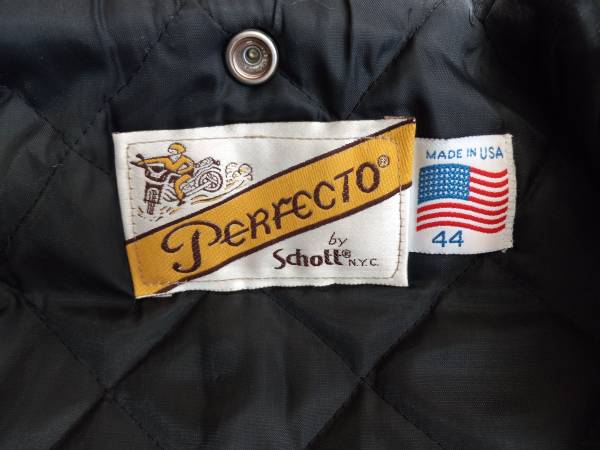 PERFECTO®
by
Schott® N.Y.C.
MADE IN USA
44